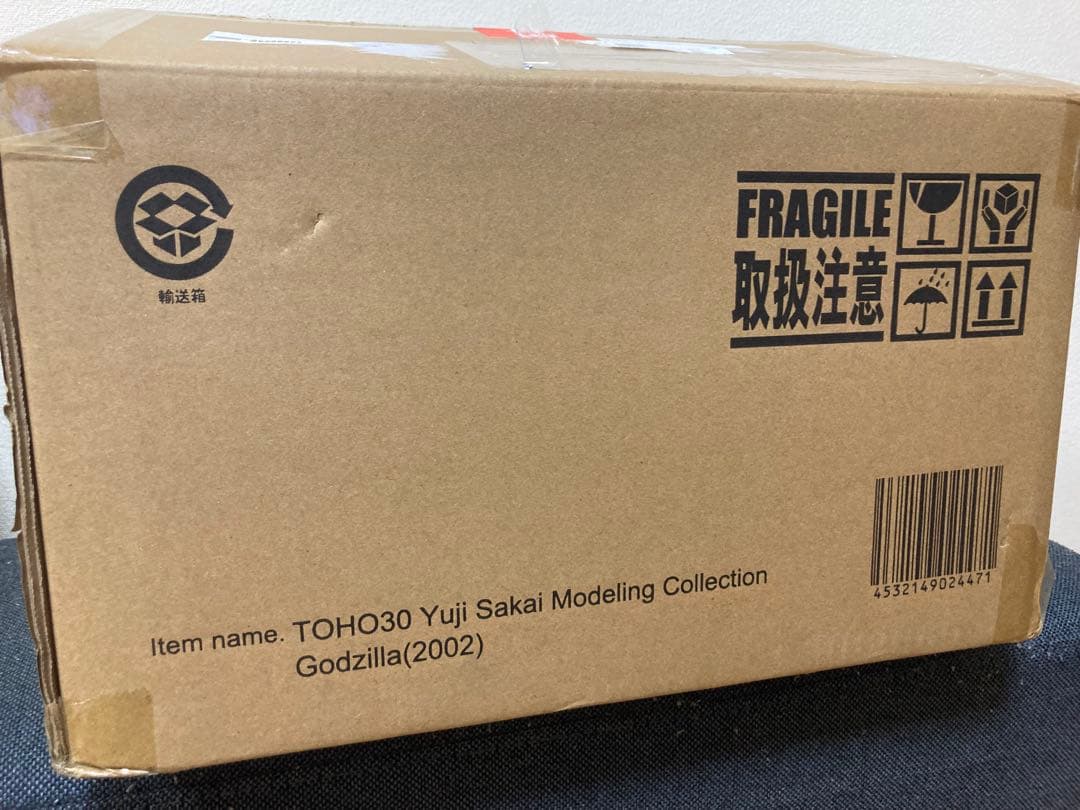 輸送箱
FRAGILE
取扱注意
4532149024471
Item name. TOHO30 Yuji Sakai Modeling Collection
Godzilla(2002)